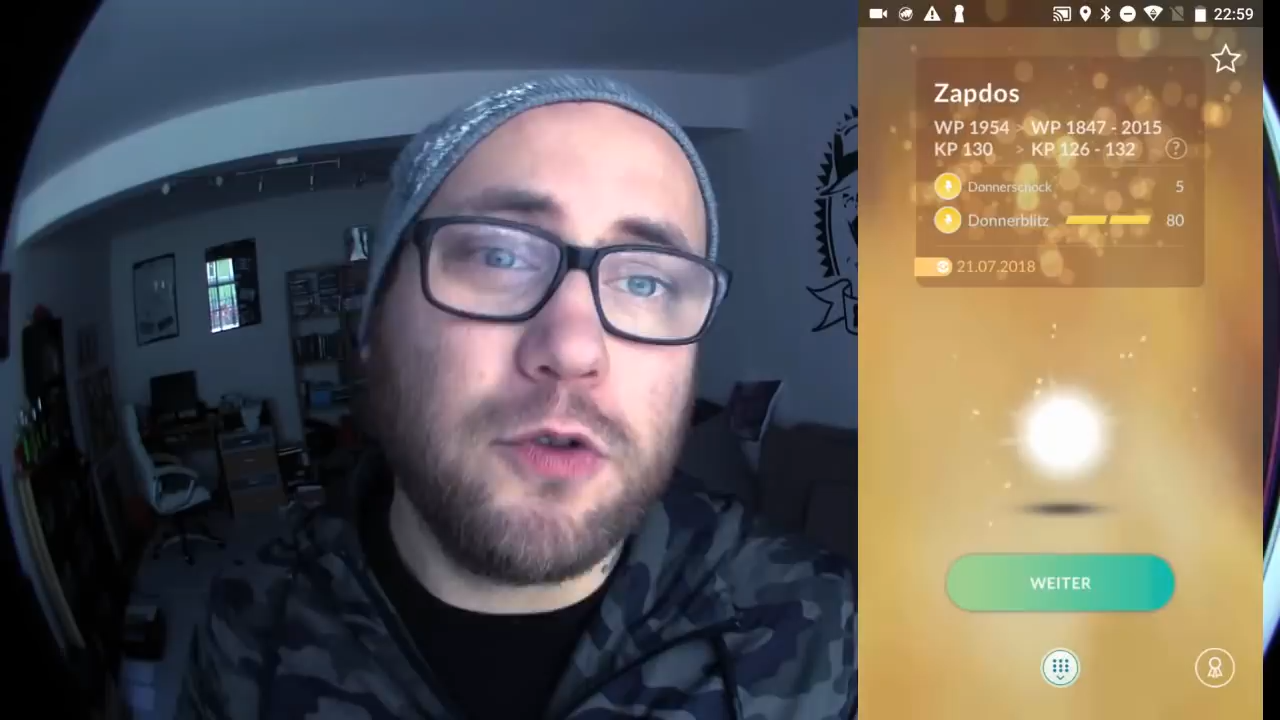 22:59
Zapdos
WP 1954 > WP 1847 - 2015
KP 130 > KP 126 - 132 ?
Donnerschock 5
Donnerblitz 80
21.07.2018
WEITER